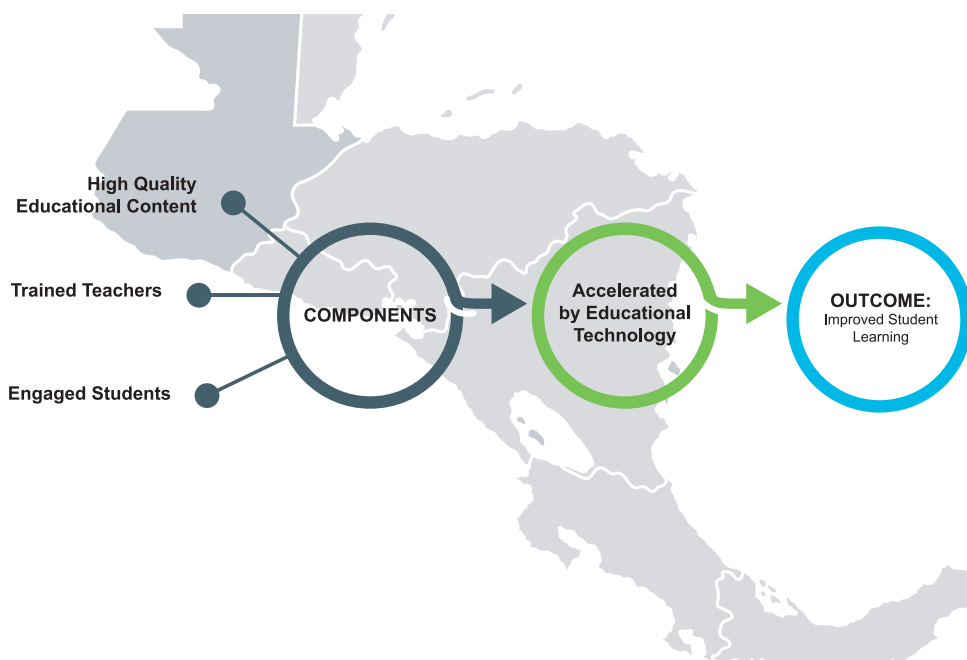 High Quality
Educational Content
Trained Teachers
Engaged Students
COMPONENTS
Accelerated
by Educational
Technology
OUTCOME:
Improved Student
Learning